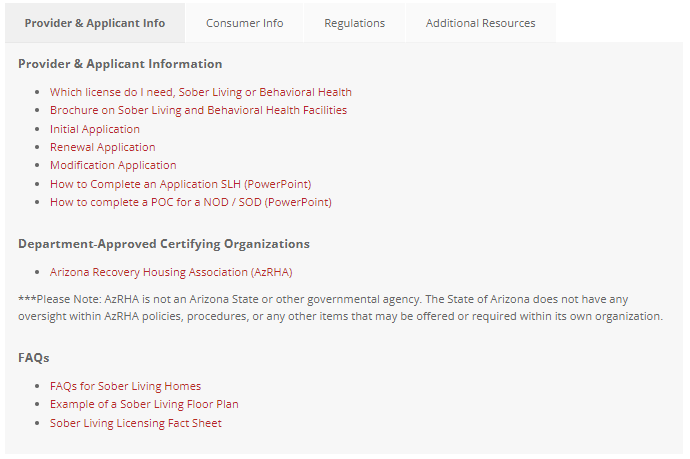 Provider & Applicant Info
Consumer Info
Regulations
Additional Resources
Provider & Applicant Information
Which license do I need, Sober Living or Behavioral Health
Brochure on Sober Living and Behavioral Health Facilities
Initial Application
Renewal Application
Modification Application
How to Complete an Application SLH (PowerPoint)
How to complete a POC for a NOD / SOD (PowerPoint)
Department-Approved Certifying Organizations
Arizona Recovery Housing Association (AzRHA)
***Please Note: AzRHA is not an Arizona State or other governmental agency. The State of Arizona does not have any
oversight within AzRHA policies, procedures, or any other items that may be offered or required within its own organization.
FAQs
FAQs for Sober Living Homes
Example of a Sober Living Floor Plan
Sober Living Licensing Fact Sheet